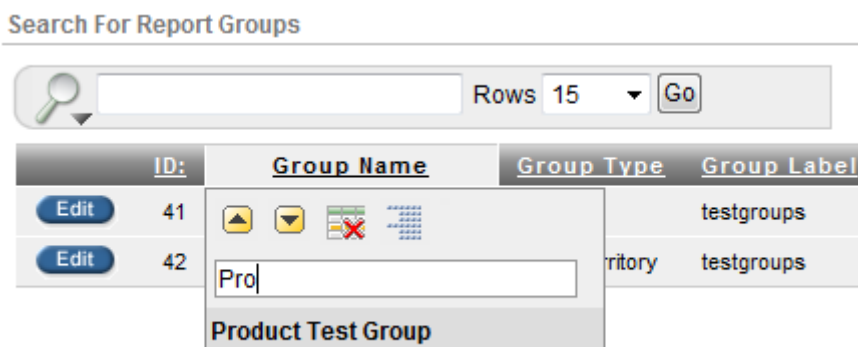 Search For Report Groups
Rows 15 Go
ID: Group Name Group Type Group Label
Edit 41 testgroups
Edit 42 ritory testgroups
Pro
Product Test Group